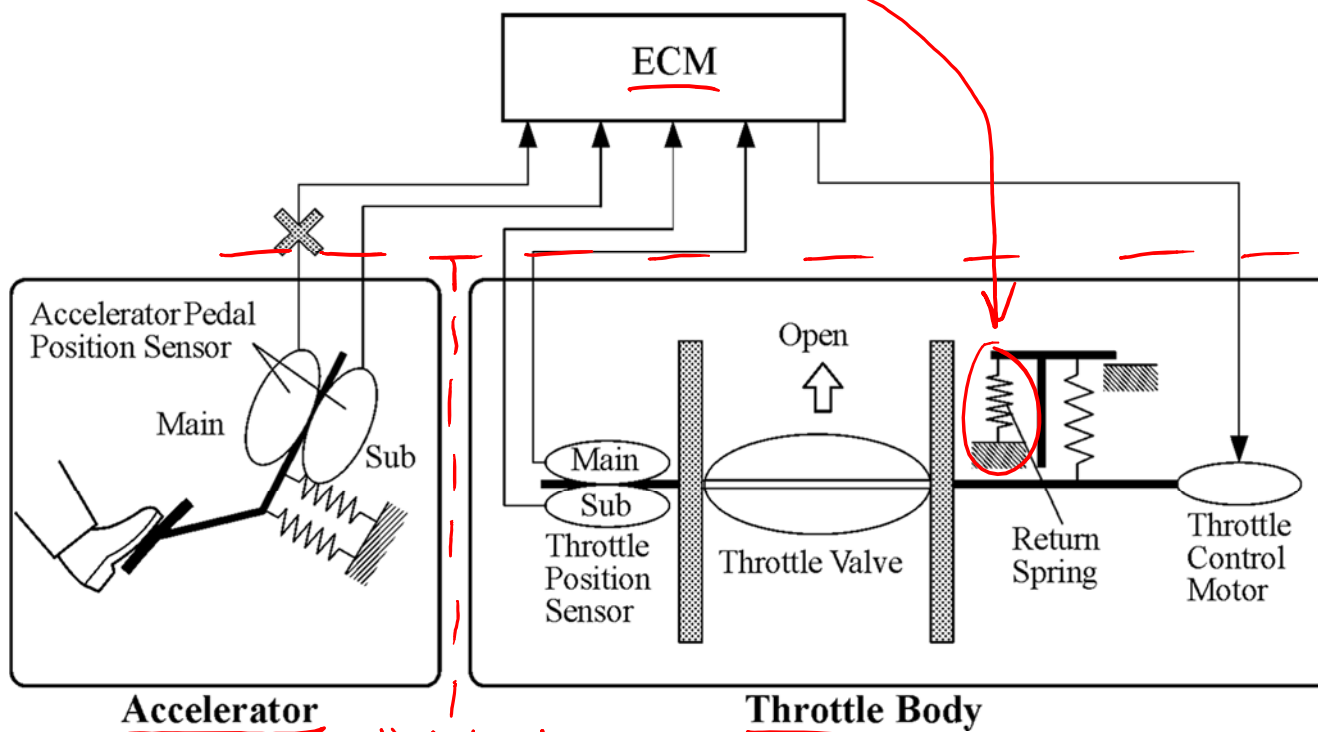 ECM
Accelerator Pedal
Position Sensor
Main
Sub
Open
Main
Sub
Throttle
Position
Sensor
Throttle Valve
Return
Spring
Throttle
Control
Motor
Accelerator
Throttle Body